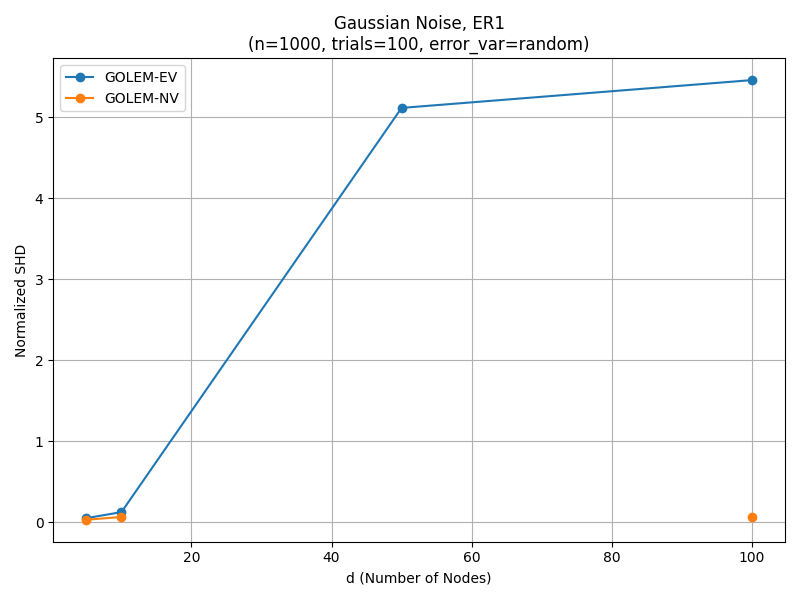 Gaussian Noise, ER1
(n=1000, trials=100, error_var=random)
GOLEM-EV
GOLEM-NV
Normalized SHD
5
4
3
2
1
0
20 40 60 80 100
d (Number of Nodes)